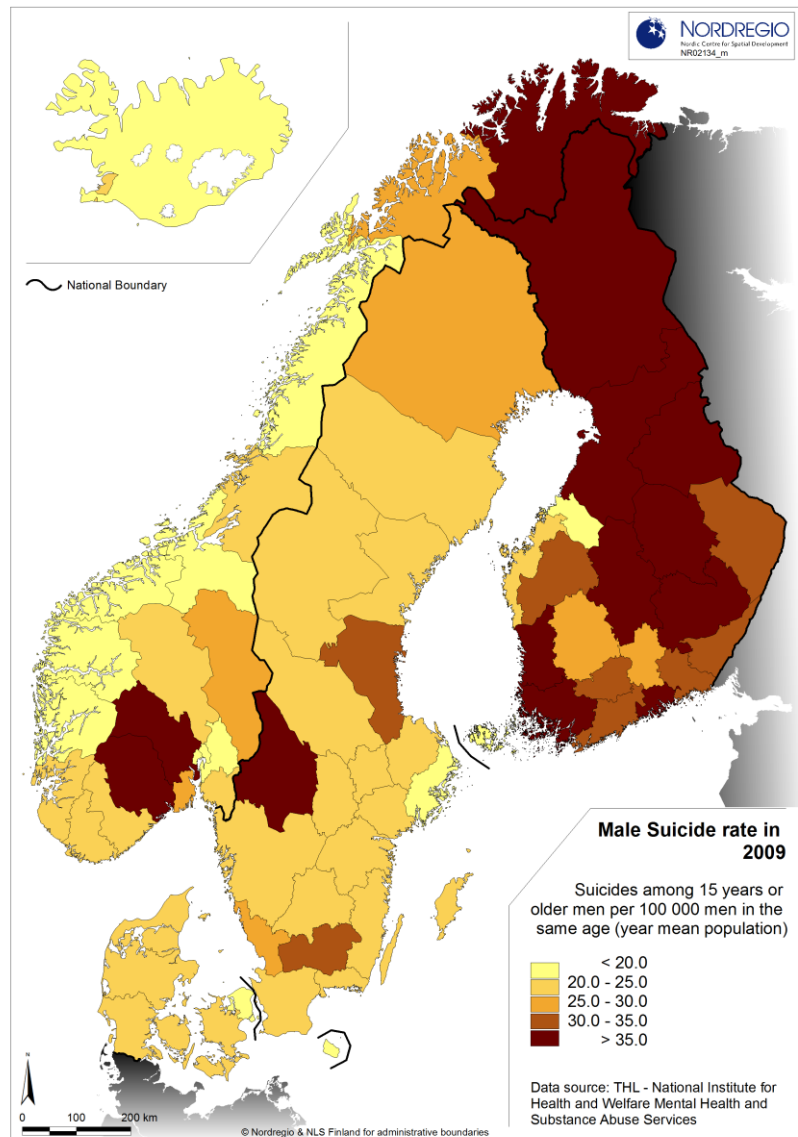 NORDREGIO
Nordic Centre for Spatial Development
NR02134_m
National Boundary
Male Suicide rate in
2009
Suicides among 15 years or
older men per 100 000 men in the
same age (year mean population)
< 20.0
20.0 - 25.0
25.0 - 30.0
30.0 - 35.0
> 35.0
Data source: THL - National Institute for
Health and Welfare Mental Health and
Substance Abuse Services
N
0 100 200 km
© Nordregio & NLS Finland for administrative boundaries